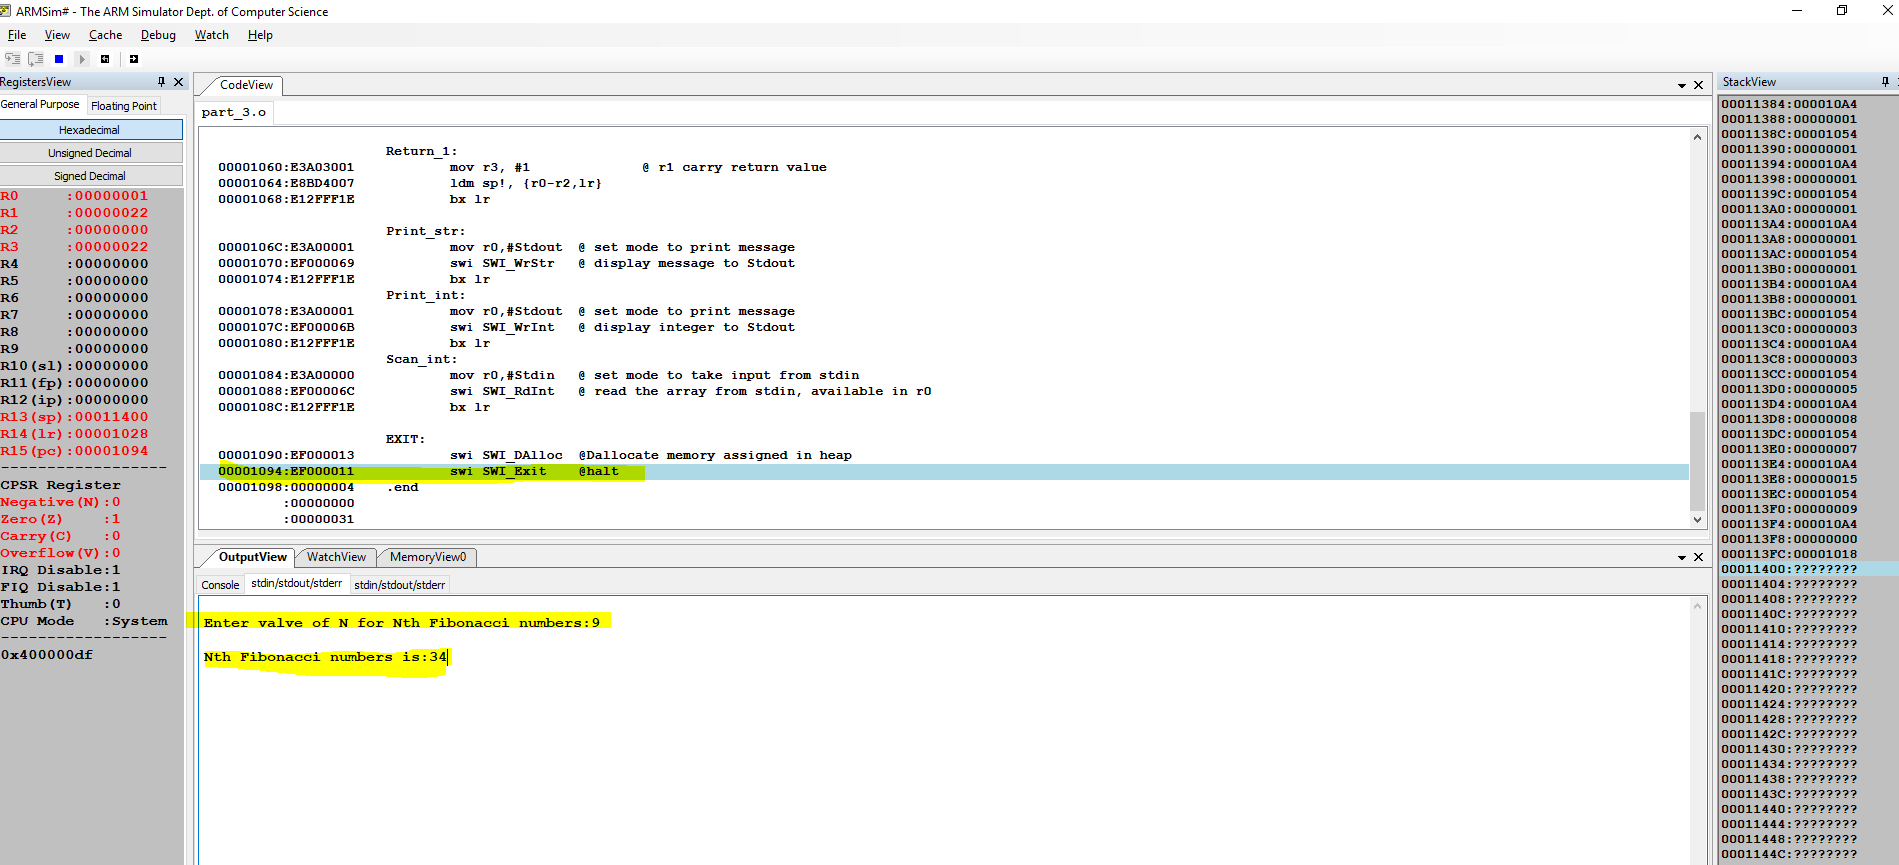 ARMSim# - The ARM Simulator Dept. of Computer Science
File View Cache Debug Watch Help
RegistersView
General Purpose Floating Point
Hexadecimal
Unsigned Decimal
Signed Decimal
R0 :00000001
R1 :00000022
R2 :00000000
R3 :00000022
R4 :00000000
R5 :00000000
R6 :00000000
R7 :00000000
R8 :00000000
R9 :00000000
R10(sl):00000000
R11(fp):00000000
R12(ip):00000000
R13(sp):00011400
R14(lr):00001028
R15(pc):00001094
------------------
CPSR Register
Negative(N):0
Zero(Z) :1
Carry(C) :0
Overflow(V):0
IRQ Disable:1
FIQ Disable:1
Thumb(T) :0
CPU Mode :System
------------------
0x400000df
CodeView
part_3.o
Return_1:
00001060:E3A03001 mov r3, #1 @ r1 carry return value
00001064:E8BD4007 ldm sp!, {r0-r2,lr}
00001068:E12FFF1E bx lr
Print_str:
0000106C:E3A00001 mov r0,#Stdout @ set mode to print message
00001070:EF000069 swi SWI_WrStr @ display message to Stdout
00001074:E12FFF1E bx lr
Print_int:
00001078:E3A00001 mov r0,#Stdout @ set mode to print message
0000107C:EF00006B swi SWI_WrInt @ display integer to Stdout
00001080:E12FFF1E bx lr
Scan_int:
00001084:E3A00000 mov r0,#Stdin @ set mode to take input from stdin
00001088:EF00006C swi SWI_RdInt @ read the array from stdin, available in r0
0000108C:E12FFF1E bx lr
EXIT:
00001090:EF000013 swi SWI_DAlloc @Dallocate memory assigned in heap
00001094:EF000011 swi SWI_Exit @halt
00001098:00000004 .end
:00000000
:00000031
OutputView WatchView MemoryView0
Console stdin/stdout/stderr stdin/stdout/stderr
Enter valve of N for Nth Fibonacci numbers:9
Nth Fibonacci numbers is:34
StackView
00011384:000010A4
00011388:00000001
0001138C:00001054
00011390:00000001
00011394:000010A4
00011398:00000001
0001139C:00001054
000113A0:00000001
000113A4:000010A4
000113A8:00000001
000113AC:00001054
000113B0:00000001
000113B4:000010A4
000113B8:00000001
000113BC:00001054
000113C0:00000003
000113C4:000010A4
000113C8:00000003
000113CC:00001054
000113D0:00000005
000113D4:000010A4
000113D8:00000008
000113DC:00001054
000113E0:00000007
000113E4:000010A4
000113E8:00000015
000113EC:00001054
000113F0:00000009
000113F4:000010A4
000113F8:00000000
000113FC:00001018
00011400:????????
00011404:????????
00011408:????????
0001140C:????????
00011410:????????
00011414:????????
00011418:????????
0001141C:????????
00011420:????????
00011424:????????
00011428:????????
0001142C:????????
00011430:????????
00011434:????????
00011438:????????
0001143C:????????
00011440:????????
00011444:????????
00011448:????????
0001144C:????????